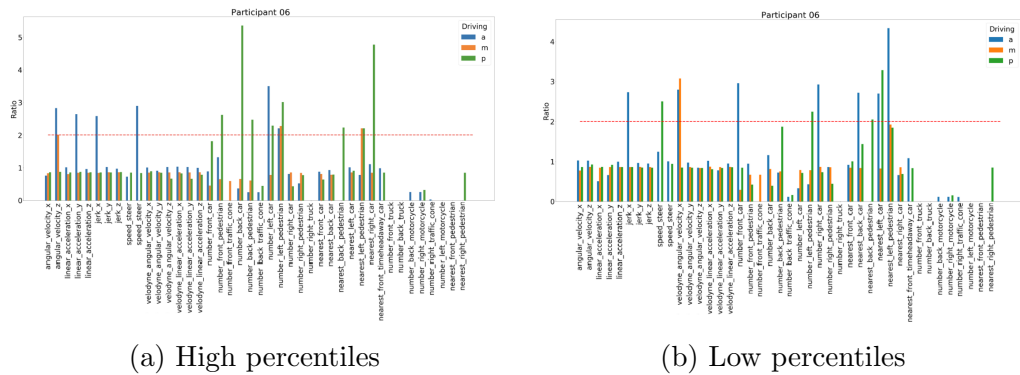 Participant 06
Driving
a
m
p
Ratio
5
4
3
2
1
0
angular_velocity_x
angular_velocity_z
linear_acceleration_x
linear_acceleration_y
linear_acceleration_z
jerk_x
jerk_y
jerk_z
speed_steer
velodyne_angular_velocity_x
velodyne_angular_velocity_y
velodyne_angular_velocity_z
velodyne_linear_acceleration_x
velodyne_linear_acceleration_y
velodyne_linear_acceleration_z
number_front_car
number_front_pedestrian
number_front_traffic_cone
number_back_car
number_back_pedestrian
number_back_traffic_cone
number_left_car
number_left_pedestrian
number_right_car
number_right_pedestrian
number_right_truck
nearest_front_car
nearest_back_car
nearest_back_pedestrian
nearest_left_car
nearest_left_pedestrian
nearest_right_car
nearest_front_timeheadway_car
number_front_truck
number_back_truck
number_back_motorcycle
number_right_motorcycle
number_right_traffic_cone
number_left_motorcycle
nearest_front_pedestrian
nearest_right_pedestrian
(a) High percentiles
Participant 06
Driving
a
m
p
Ratio
4
3
2
1
0
angular_velocity_x
angular_velocity_z
linear_acceleration_x
linear_acceleration_y
linear_acceleration_z
jerk_x
jerk_y
jerk_z
speed_steer
velodyne_angular_velocity_x
velodyne_angular_velocity_y
velodyne_angular_velocity_z
velodyne_linear_acceleration_x
velodyne_linear_acceleration_y
velodyne_linear_acceleration_z
number_front_car
number_front_pedestrian
number_front_traffic_cone
number_back_car
number_back_pedestrian
number_back_traffic_cone
number_left_car
number_left_pedestrian
number_right_car
number_right_pedestrian
number_right_truck
nearest_front_car
nearest_back_car
nearest_back_pedestrian
nearest_left_car
nearest_left_pedestrian
nearest_right_car
nearest_front_timeheadway_car
number_front_truck
number_back_truck
number_back_motorcycle
number_right_motorcycle
number_right_traffic_cone
number_left_motorcycle
nearest_front_pedestrian
nearest_right_pedestrian
(b) Low percentiles